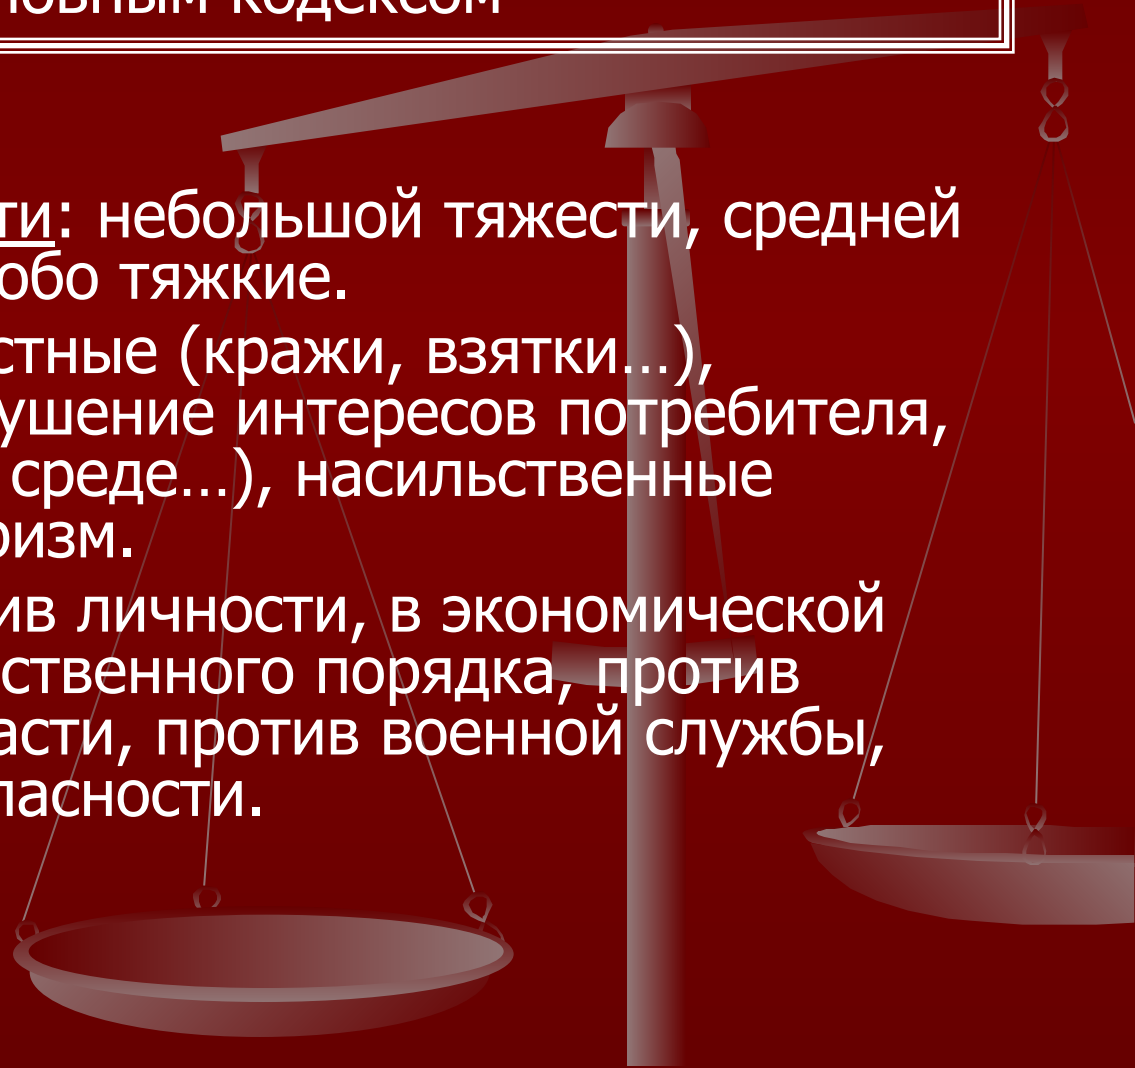 ловным кодексом
ти: небольшой тяжести, средней
обо тяжкие.
стные (кражи, взятки…),
ушение интересов потребителя,
среде…), насильственные
ризм.
ив личности, в экономической
ственного порядка, против
асти, против военной службы,
пасности.